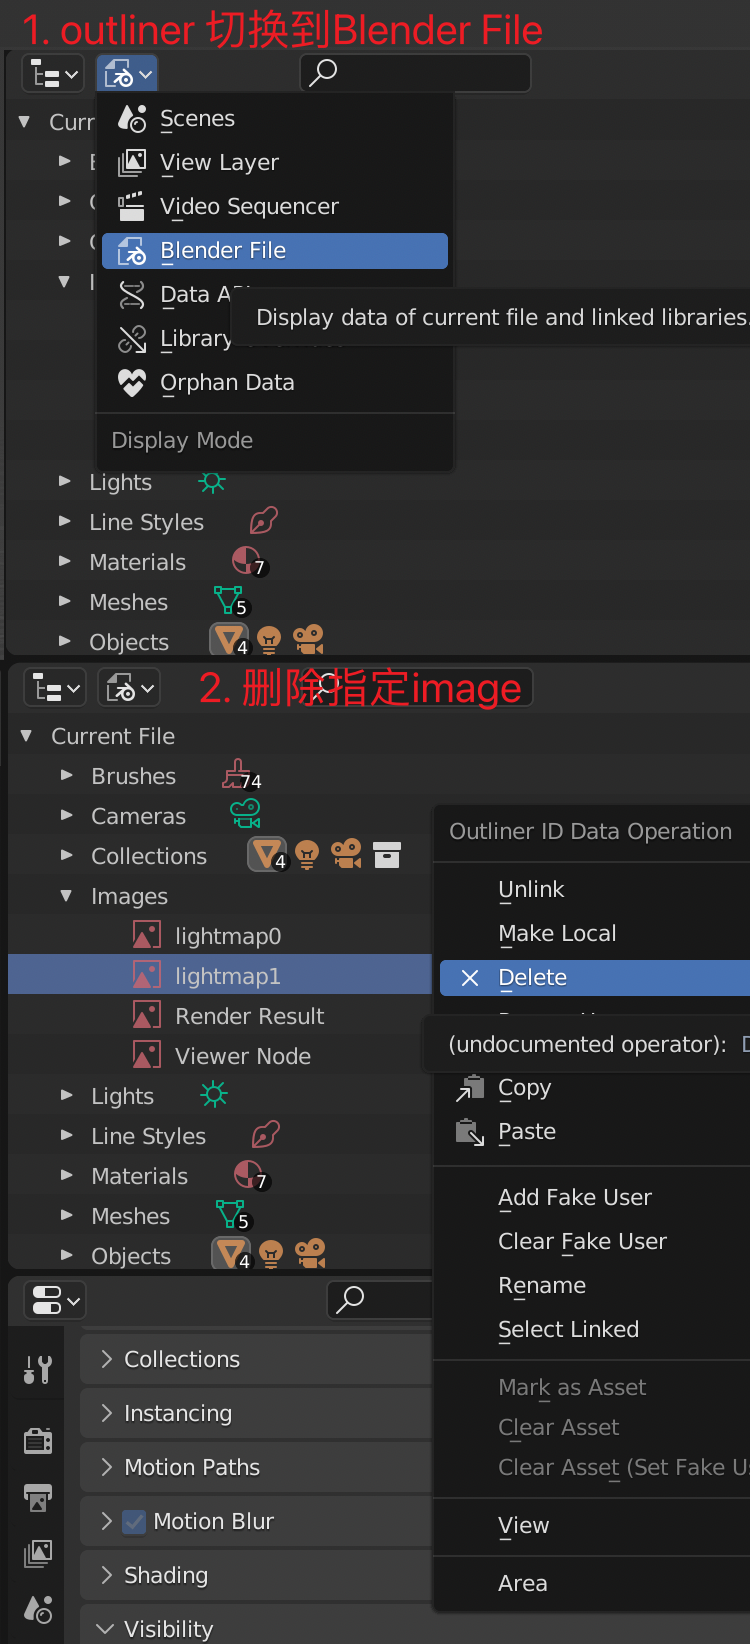 1. outliner 切换到Blender File
Curr
Scenes
View Layer
Video Sequencer
Blender File
Data AP
Display data of current file and linked libraries.
Library
Orphan Data
Display Mode
Lights
Line Styles
Materials 7
Meshes 5
Objects 4
2. 删除指定image
Current File
Brushes 74
Cameras
Collections 4
Images
lightmap0
lightmap1
Render Result
Viewer Node
Lights
Line Styles
Materials 7
Meshes 5
Objects 4
Outliner ID Data Operation
Unlink
Make Local
Delete
(undocumented operator):
Copy
Paste
Add Fake User
Clear Fake User
Rename
Select Linked
Mark as Asset
Clear Asset
Clear Asset (Set Fake Us
View
Area
Collections
Instancing
Motion Paths
Motion Blur
Shading
Visibility